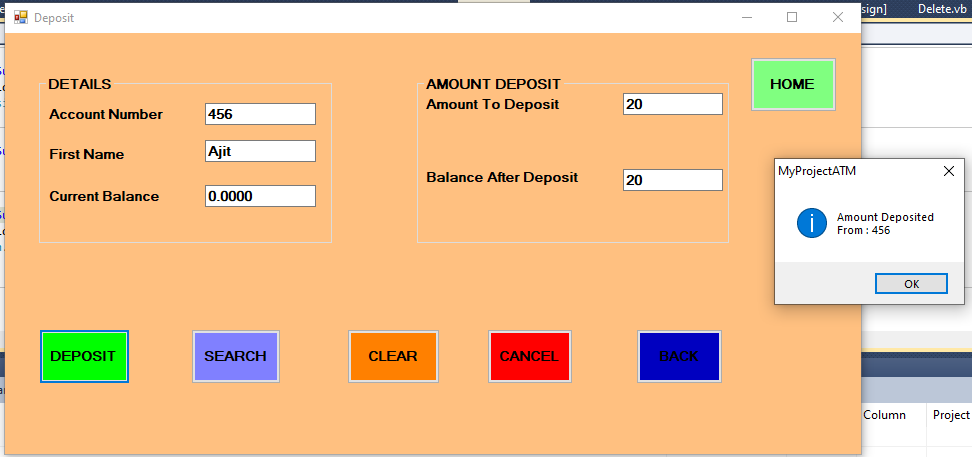 Deposit
sign]
Delete.vb
DETAILS
Account Number
456
First Name
Ajit
Current Balance
0.0000
AMOUNT DEPOSIT
Amount To Deposit
20
Balance After Deposit
20
HOME
MyProjectATM
Amount Deposited
From : 456
OK
DEPOSIT
SEARCH
CLEAR
CANCEL
BACK
Column
Project